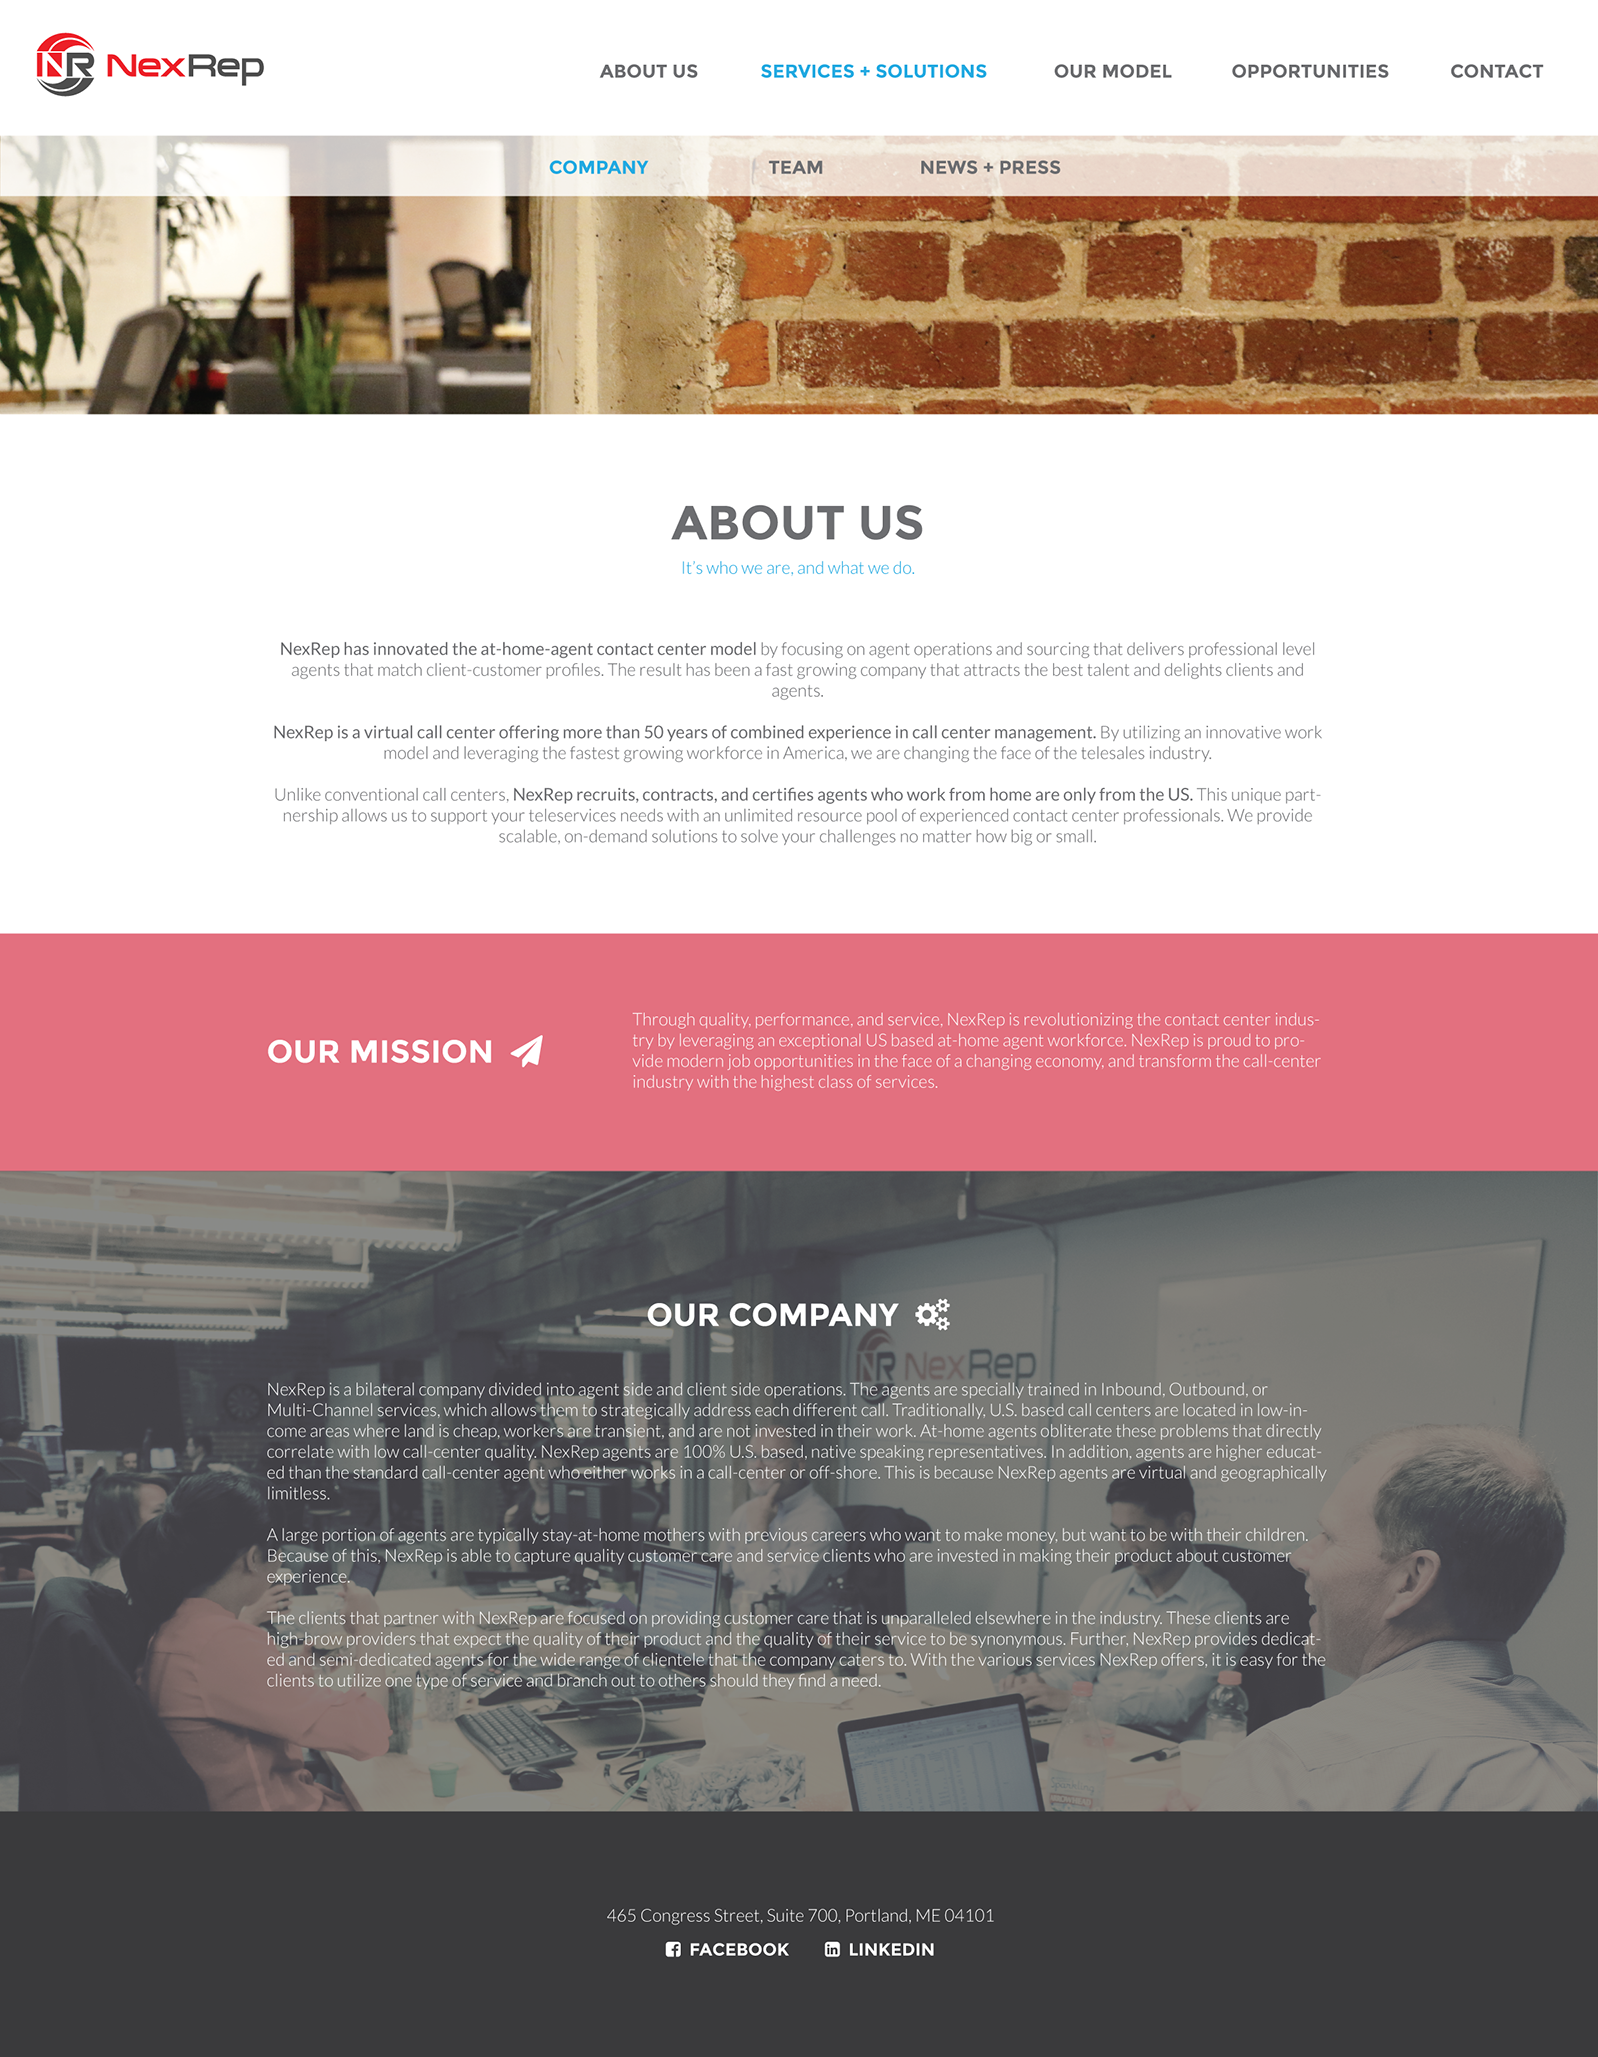 NR NexRep
ABOUT US SERVICES + SOLUTIONS OUR MODEL OPPORTUNITIES CONTACT
COMPANY TEAM NEWS + PRESS
ABOUT US
It's who we are, and what we do.
NexRep has innovated the at-home-agent contact center model by focusing on agent operations and sourcing that delivers professional level
agents that match client-customer profiles. The result has been a fast growing company that attracts the best talent and delights clients and
agents.
NexRep is a virtual call center offering more than 50 years of combined experience in call center management. By utilizing an innovative work
model and leveraging the fastest growing workforce in America, we are changing the face of the telesales industry.
Unlike conventional call centers, NexRep recruits, contracts, and certifies agents who work from home are only from the US. This unique part-
nership allows us to support your teleservices needs with an unlimited resource pool of experienced contact center professionals. We provide
scalable, on-demand solutions to solve your challenges no matter how big or small.
OUR MISSION
Through quality, performance, and service, NexRep is revolutionizing the contact center indus-
try by leveraging an exceptional US based at-home agent workforce. NexRep is proud to pro-
vide modern job opportunities in the face of a changing economy, and transform the call-center
industry with the highest class of services.
OUR COMPANY
NR NexRep
NexRep is a bilateral company divided into agent side and client side operations. The agents are specially trained in Inbound, Outbound, or
Multi-Channel services, which allows them to strategically address each different call. Traditionally, U.S. based call centers are located in low-in-
come areas where land is cheap, workers are transient, and are not invested in their work. At-home agents obliterate these problems that directly
correlate with low call-center quality. NexRep agents are 100% U.S. based, native speaking representatives. In addition, agents are higher educat-
ed than the standard call-center agent who either works in a call-center or off-shore. This is because NexRep agents are virtual and geographically
limitless.
A large portion of agents are typically stay-at-home mothers with previous careers who want to make money, but want to be with their children.
Because of this, NexRep is able to capture quality customer care and service clients who are invested in making their product about customer
experience.
The clients that partner with NexRep are focused on providing customer care that is unparalleled elsewhere in the industry. These clients are
high-brow providers that expect the quality of their product and the quality of their service to be synonymous. Further, NexRep provides dedicat-
ed and semi-dedicated agents for the wide range of clientele that the company caters to. With the various services NexRep offers, it is easy for the
clients to utilize one type of service and branch out to others should they find a need.
465 Congress Street, Suite 700, Portland, ME 04101
FACEBOOK LINKEDIN